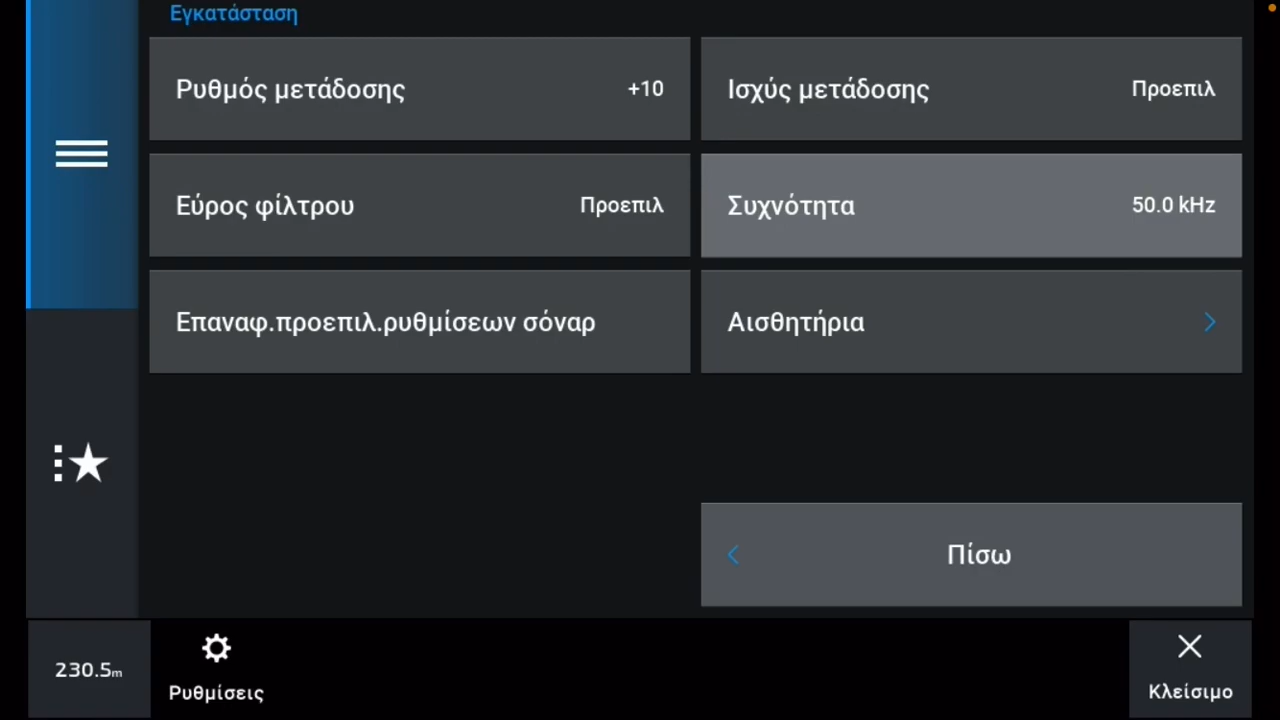 Εγκατάσταση
Ρυθμός μετάδοσης +10
Ισχύς μετάδοσης Προεπιλ
Εύρος φίλτρου Προεπιλ
Συχνότητα 50.0 kHz
Επαναφ.προεπιλ.ρυθμίσεων σόναρ
Αισθητήρια
Πίσω
230.5m
Ρυθμίσεις
Κλείσιμο